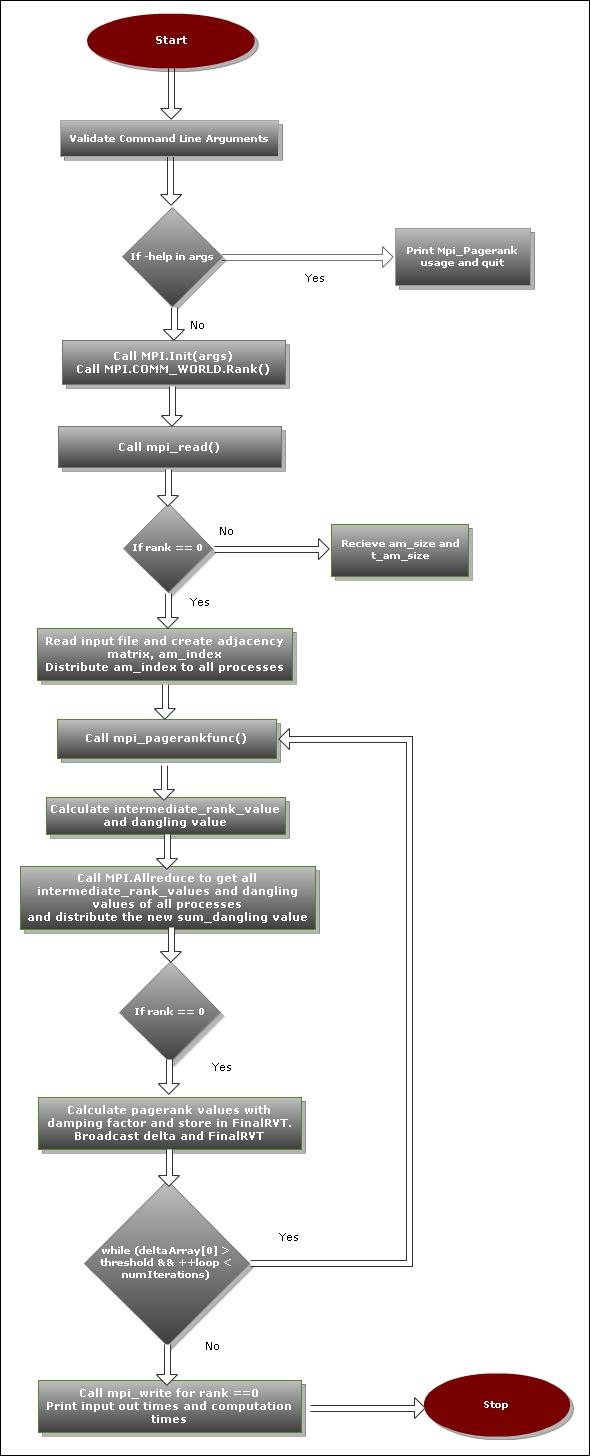 Start
Validate Command Line Arguments
If -help in args
Yes
Print Mpi_Pagerank
usage and quit
No
Call MPI.Init(args)
Call MPI.COMM_WORLD.Rank()
Call mpi_read()
If rank == 0
No
Recieve am_size and
t_am_size
Yes
Read input file and create adjacency
matrix, am_index
Distribute am_index to all processes
Call mpi_pagerankfunc()
Calculate intermediate_rank_value
and dangling value
Call MPI.Allreduce to get all
intermediate_rank_values and dangling
values of all processes
and distribute the new sum_dangling value
If rank == 0
Yes
Calculate pagerank values with
damping factor and store in FinalRVT.
Broadcast delta and FinalRVT
while (deltaArray[0] >
threshold && ++loop <
numIterations)
Yes
No
Call mpi_write for rank ==0
Print input out times and computation
times
Stop